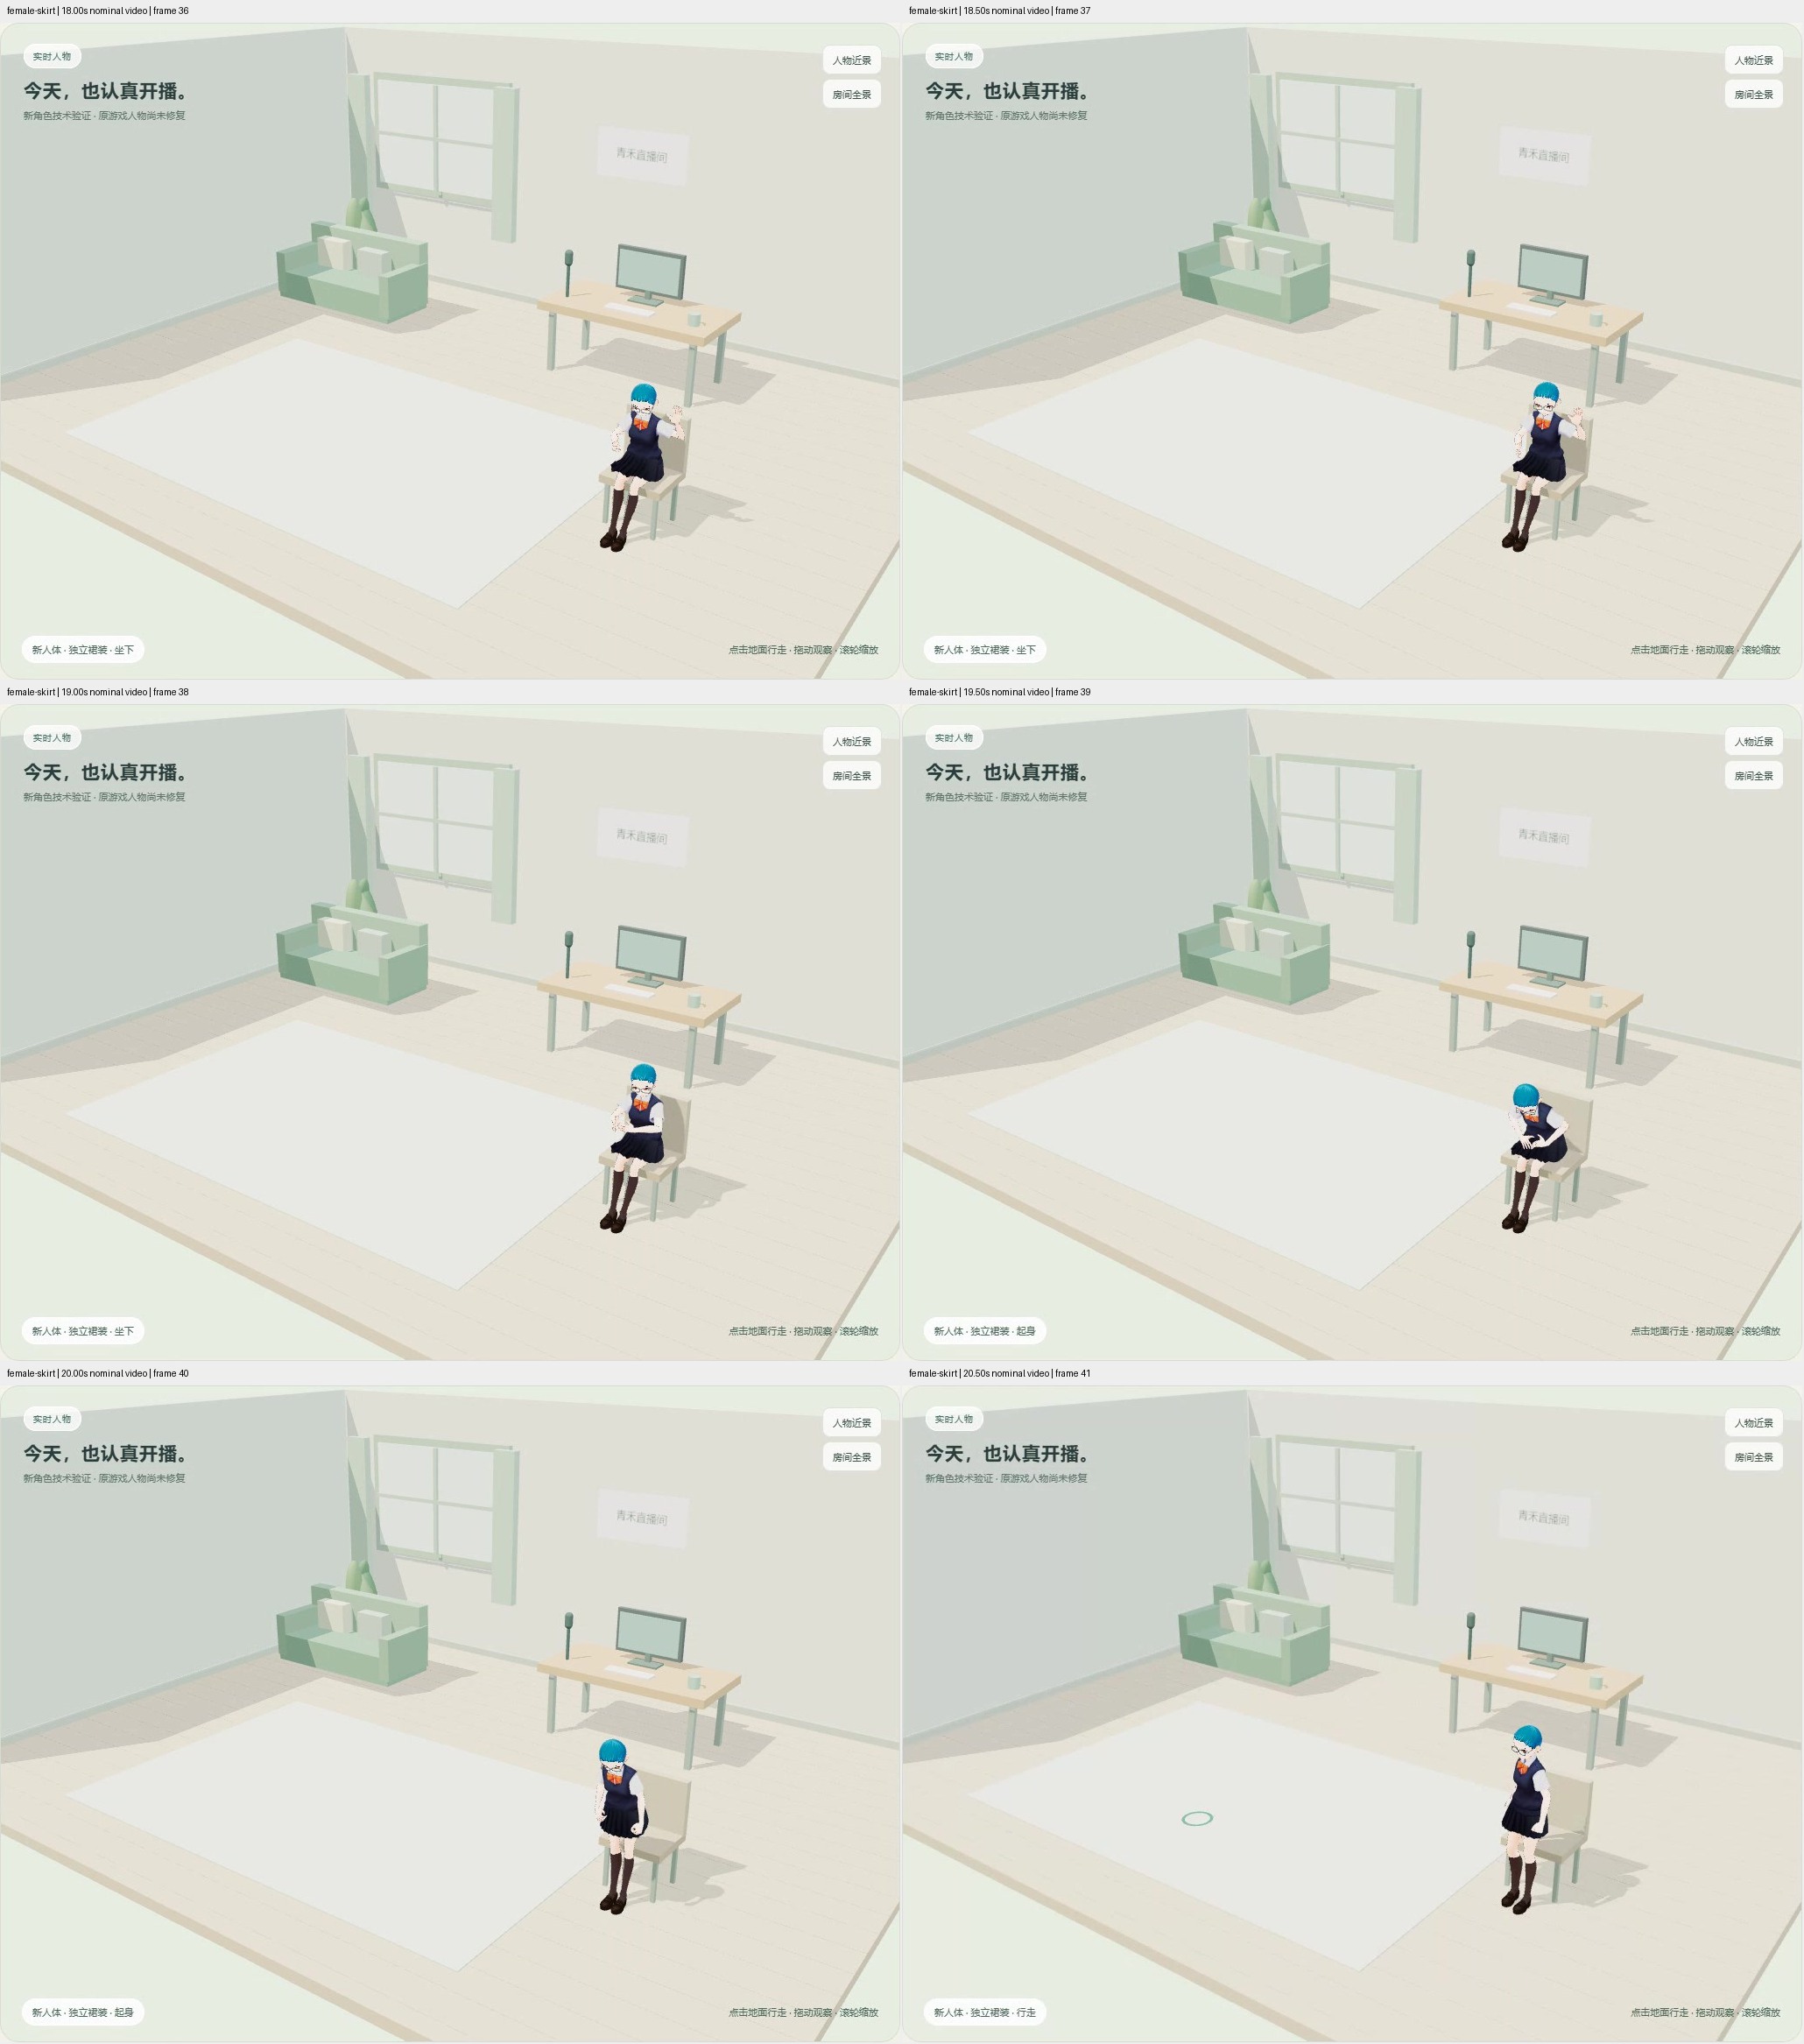 female-skirt | 18.00s nominal video | frame 36
实时人物
人物近景
今天，也认真开播。
房间全景
新角色技术验证 · 原游戏人物尚未修复
青禾直播间
新人体 · 独立裙装 · 坐下
点击地面行走 · 拖动观察 · 滚轮缩放
female-skirt | 18.50s nominal video | frame 37
实时人物
人物近景
今天，也认真开播。
房间全景
新角色技术验证 · 原游戏人物尚未修复
青禾直播间
新人体 · 独立裙装 · 坐下
点击地面行走 · 拖动观察 · 滚轮缩放
female-skirt | 19.00s nominal video | frame 38
实时人物
人物近景
今天，也认真开播。
房间全景
新角色技术验证 · 原游戏人物尚未修复
青禾直播间
新人体 · 独立裙装 · 坐下
点击地面行走 · 拖动观察 · 滚轮缩放
female-skirt | 19.50s nominal video | frame 39
实时人物
人物近景
今天，也认真开播。
房间全景
新角色技术验证 · 原游戏人物尚未修复
青禾直播间
新人体 · 独立裙装 · 起身
点击地面行走 · 拖动观察 · 滚轮缩放
female-skirt | 20.00s nominal video | frame 40
实时人物
人物近景
今天，也认真开播。
房间全景
新角色技术验证 · 原游戏人物尚未修复
青禾直播间
新人体 · 独立裙装 · 起身
点击地面行走 · 拖动观察 · 滚轮缩放
female-skirt | 20.50s nominal video | frame 41
实时人物
人物近景
今天，也认真开播。
房间全景
新角色技术验证 · 原游戏人物尚未修复
青禾直播间
新人体 · 独立裙装 · 行走
点击地面行走 · 拖动观察 · 滚轮缩放